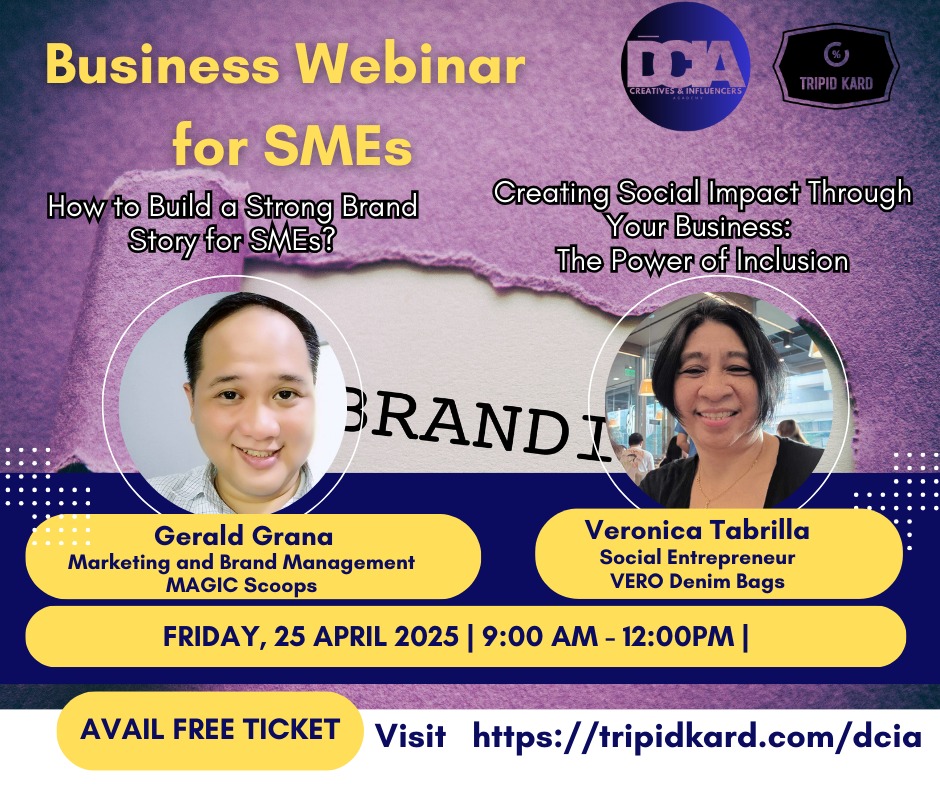 Business Webinar
for SMEs
DCIA
CREATIVES & INFLUENCERS
ACADEMY
%
TRIPID KARD
How to Build a Strong Brand
Story for SMEs?
Creating Social Impact Through
Your Business:
The Power of Inclusion
BRANDI
Gerald Grana
Marketing and Brand Management
MAGIC Scoops
Veronica Tabrilla
Social Entrepreneur
VERO Denim Bags
FRIDAY, 25 APRIL 2025 | 9:00 AM - 12:00PM |
AVAIL FREE TICKET
Visit https://tripidkard.com/dcia